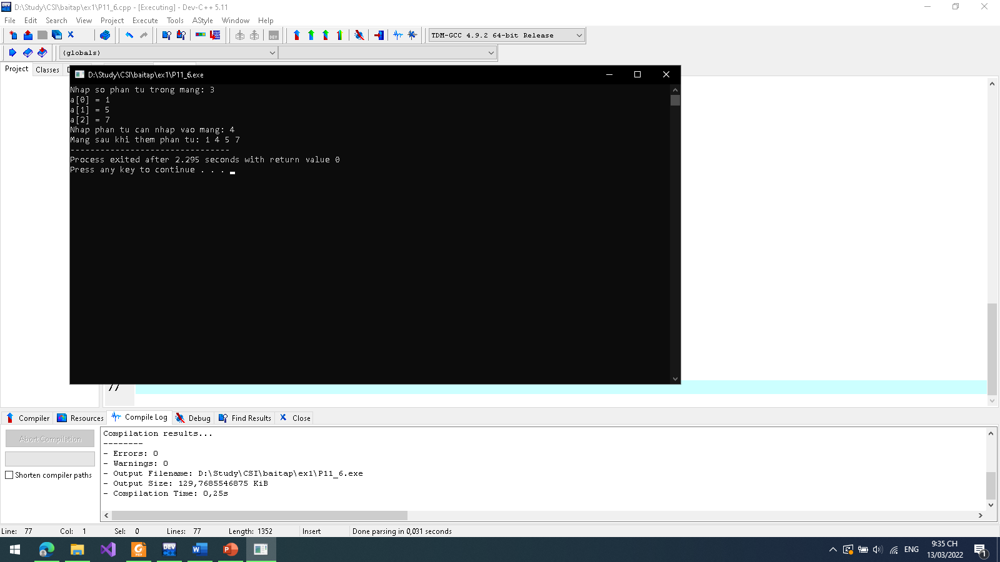 D:\Study\CSI\baitap\ex1\P11_6.cpp - [Executing] - Dev-C++ 5.11
File Edit Search View Project Execute Tools AStyle Window Help
TDM-GCC 4.9.2 64-bit Release
(globals)
Project Classes
D:\Study\CSI\baitap\ex1\P11_6.exe
Nhap so phan tu trong mang: 3
a[0] = 1
a[1] = 5
a[2] = 7
Nhap phan tu can nhap vao mang: 4
Mang sau khi them phan tu: 1 4 5 7
--------------------------------
Process exited after 2.295 seconds with return value 0
Press any key to continue . . .
77
Compiler Resources Compile Log Debug Find Results Close
Abort Compilation
Shorten compiler paths
Compilation results...
--------
- Errors: 0
- Warnings: 0
- Output Filename: D:\Study\CSI\baitap\ex1\P11_6.exe
- Output Size: 129,7685546875 KiB
- Compilation Time: 0,25s
Line: 77 Col: 1 Sel: 0 Lines: 77 Length: 1352 Insert Done parsing in 0,031 seconds
ENG
9:35 CH
13/03/2022
1